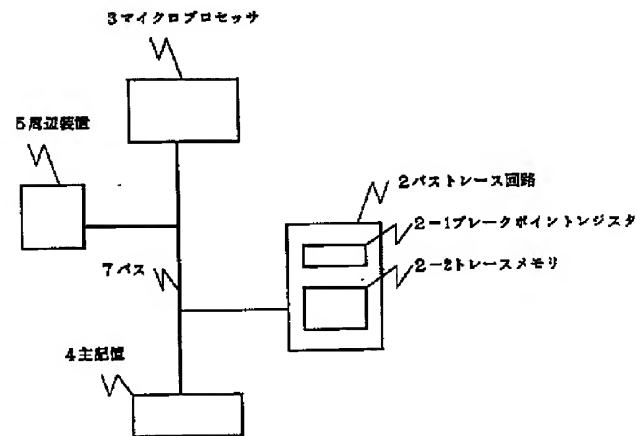 3マイクロプロセッサ
5周辺装置
2バストレース回路
2-1ブレークポイントレジスタ
2-2トレースメモリ
7バス
4主記憶